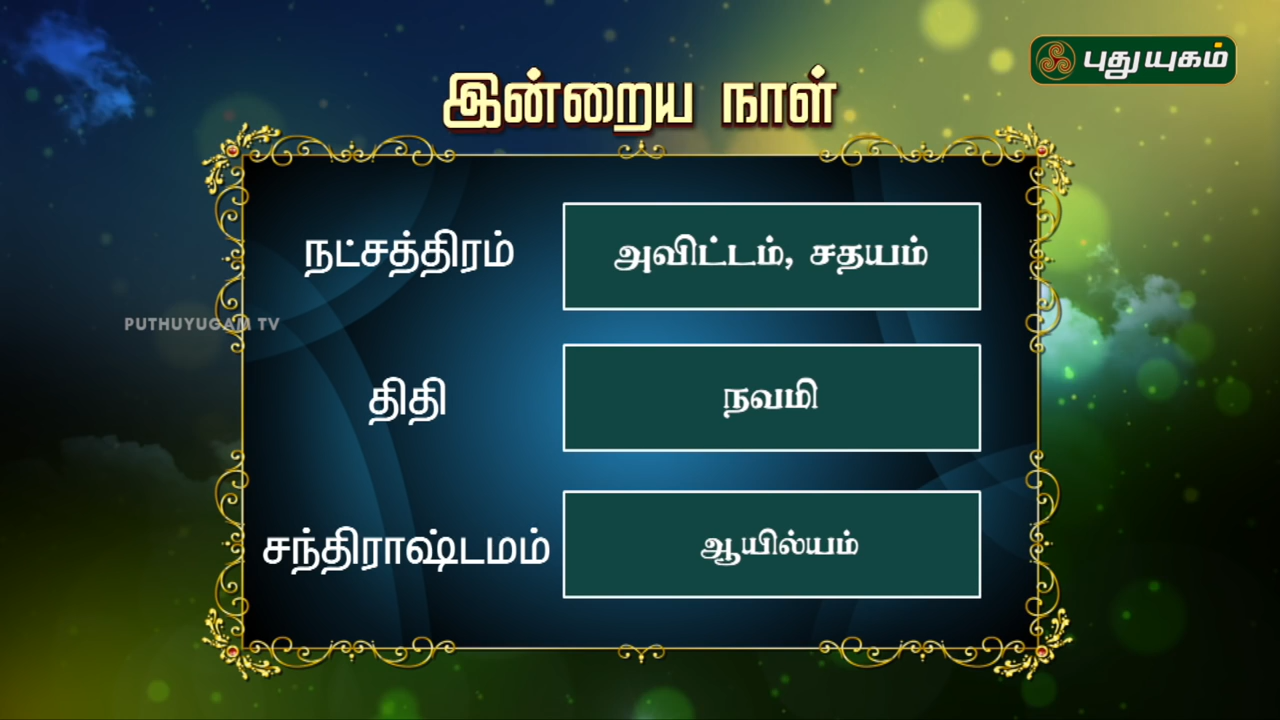 புதுயுகம்
இன்றைய நாள்
நட்சத்திரம் அவிட்டம், சதயம்
PUTHUYUGAM TV
திதி நவமி
சந்திராஷ்டமம் ஆயில்யம்